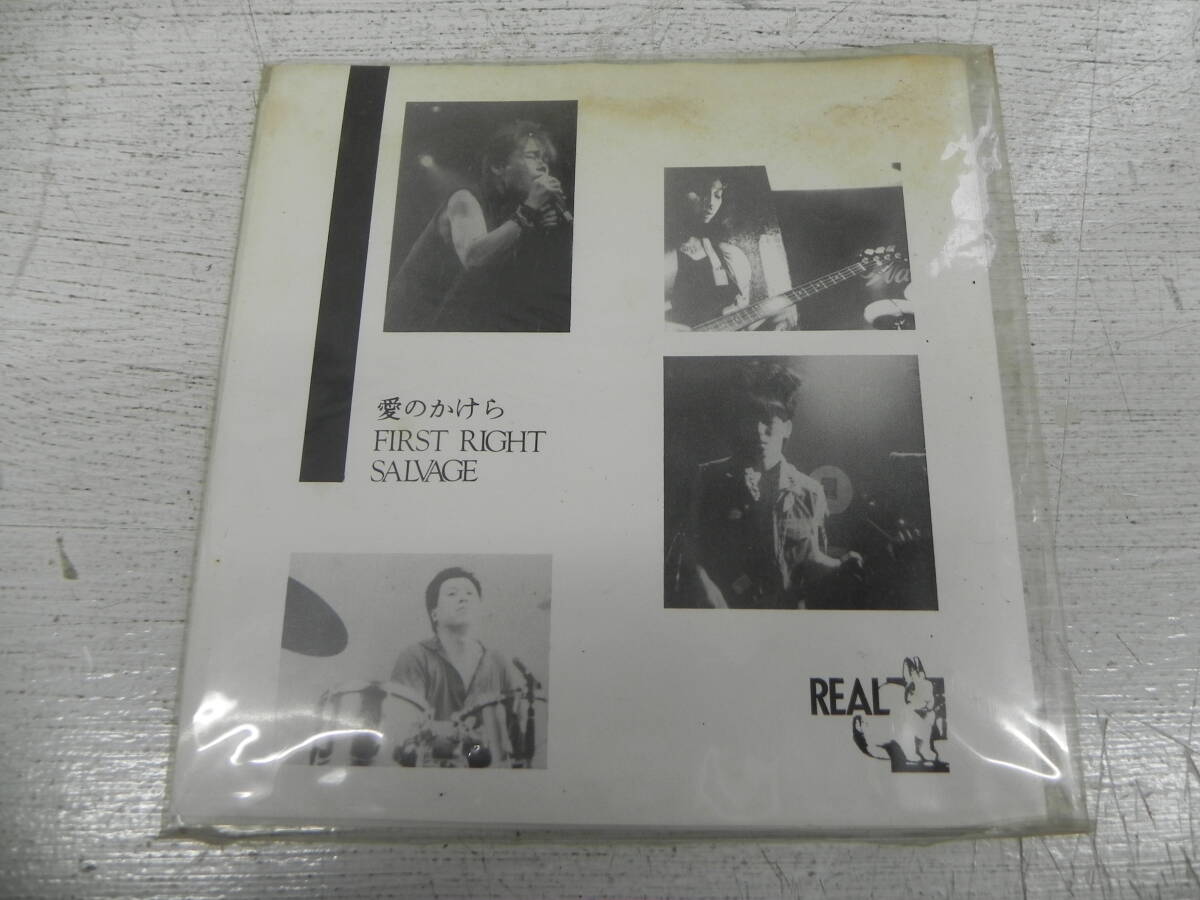 愛のかけら
FIRST RIGHT
SALVAGE
REAL